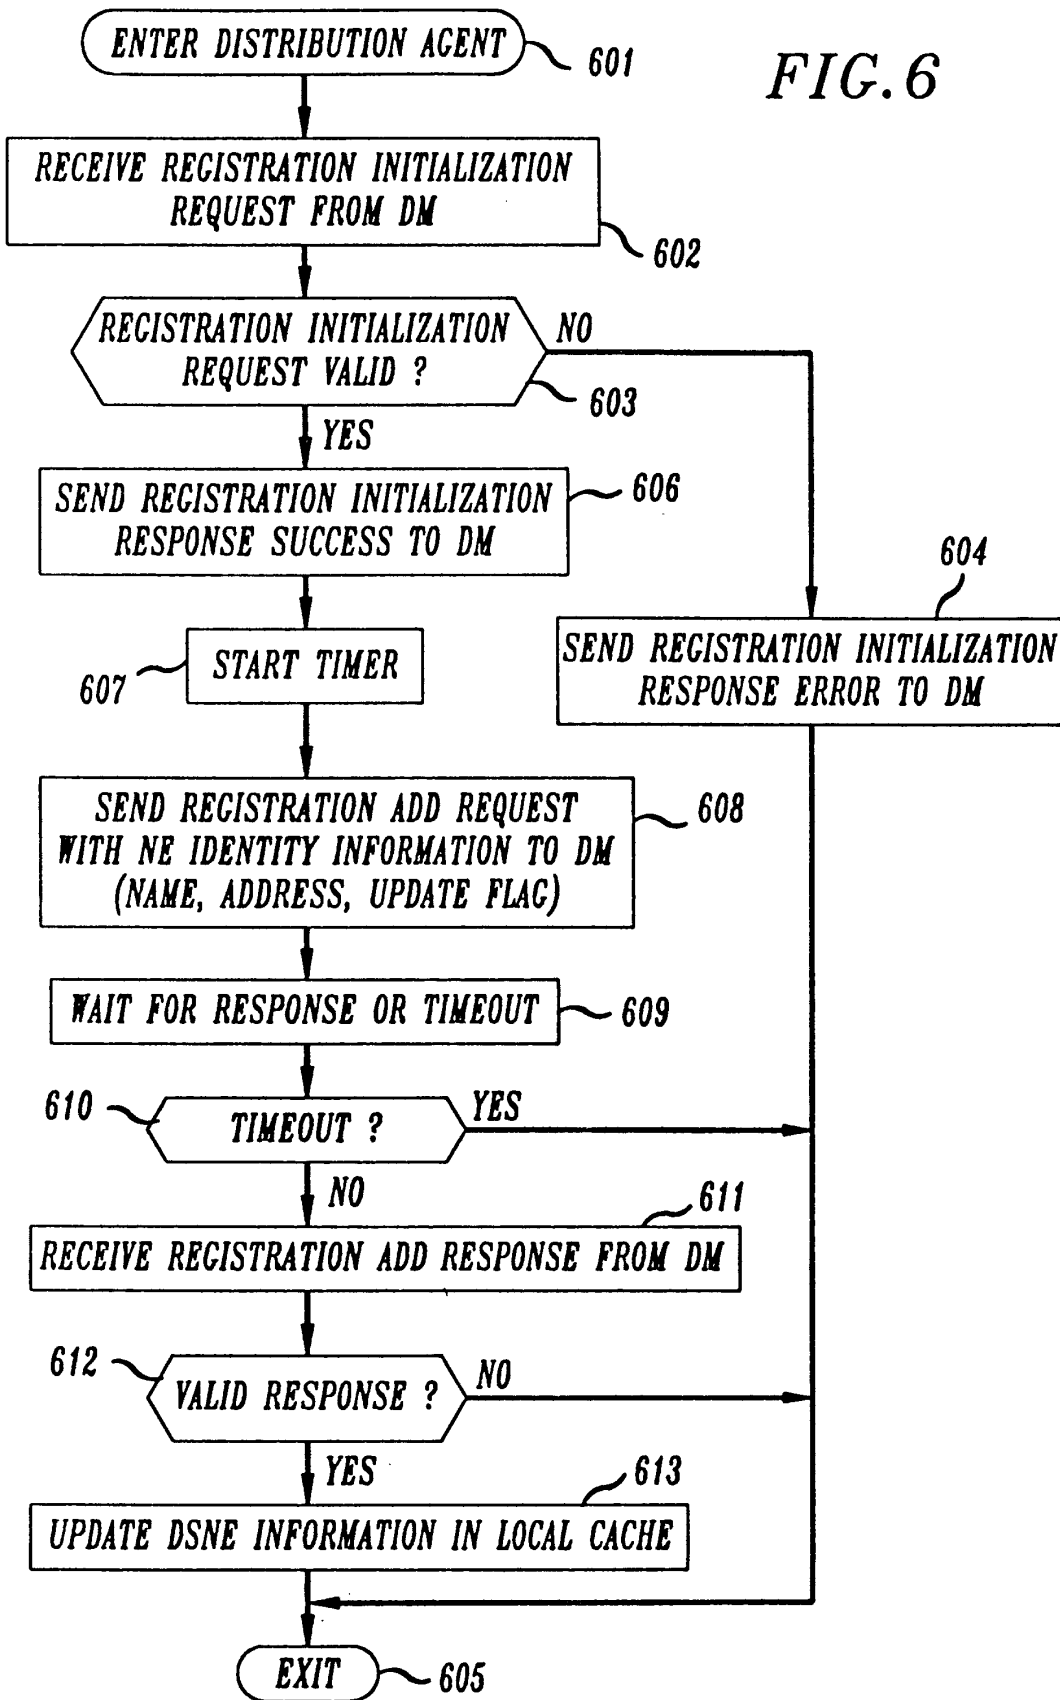 ENTER DISTRIBUTION AGENT
601
FIG. 6
RECEIVE REGISTRATION INITIALIZATION
REQUEST FROM DM
602
REGISTRATION INITIALIZATION
REQUEST VALID ?
603
NO
YES
SEND REGISTRATION INITIALIZATION
RESPONSE SUCCESS TO DM
606
604
SEND REGISTRATION INITIALIZATION
RESPONSE ERROR TO DM
START TIMER
607
SEND REGISTRATION ADD REQUEST
WITH NE IDENTITY INFORMATION TO DM
(NAME, ADDRESS, UPDATE FLAG)
608
WAIT FOR RESPONSE OR TIMEOUT
609
610
TIMEOUT ?
YES
NO
611
RECEIVE REGISTRATION ADD RESPONSE FROM DM
612
VALID RESPONSE ?
NO
YES
613
UPDATE DSNE INFORMATION IN LOCAL CACHE
EXIT
605